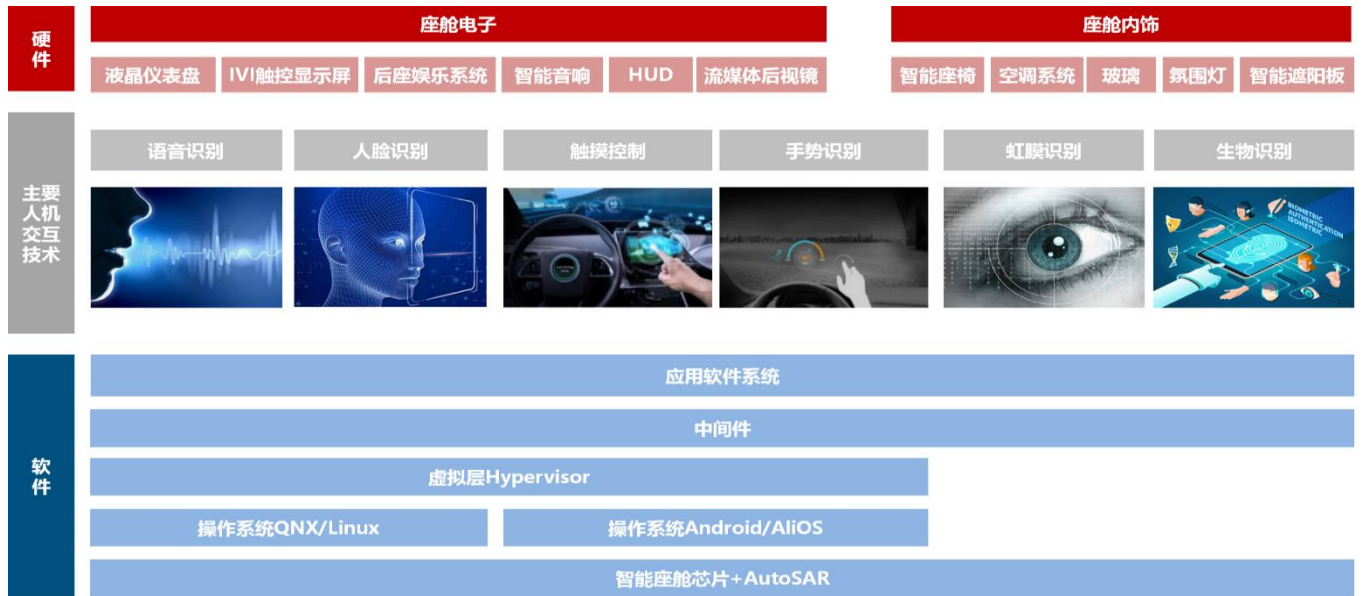 硬件
座舱电子
座舱内饰
液晶仪表盘
IVI触控显示屏
后座娱乐系统
智能音响
HUD
流媒体后视镜
智能座椅
空调系统
玻璃
氛围灯
智能遮阳板
主要
人机
交互
技术
语音识别
人脸识别
触摸控制
手势识别
虹膜识别
生物识别
BIOMETRIC
AUTHENTICATION
ISOMETRIC
软件
应用软件系统
中间件
虚拟层Hypervisor
操作系统QNX/Linux
操作系统Android/AliOS
智能座舱芯片+AutoSAR